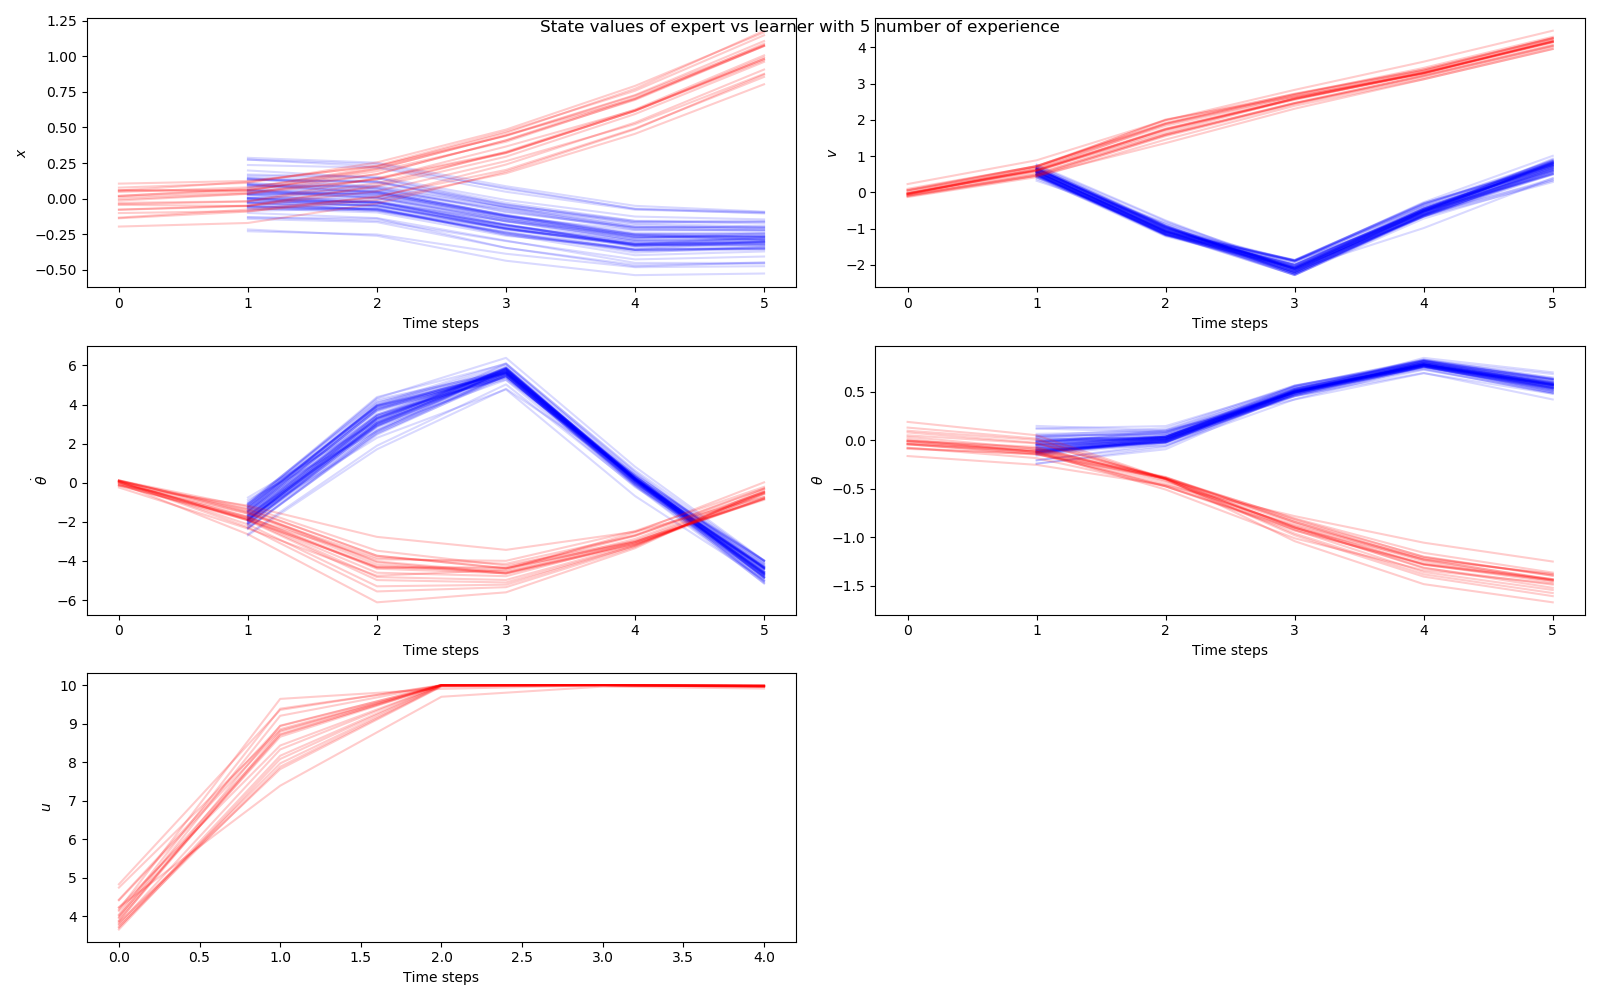 State values of expert vs learner with 5 number of experience
1.25
1.00
0.75
0.50
0.25
0.00
−0.25
−0.50
x
0 1 2 3 4 5
Time steps
4
3
2
1
0
−1
−2
v
0 1 2 3 4 5
Time steps
6
4
2
0
−2
−4
−6
θ̇
0 1 2 3 4 5
Time steps
0.5
0.0
−0.5
−1.0
−1.5
θ
0 1 2 3 4 5
Time steps
10
9
8
7
6
5
4
u
0.0 0.5 1.0 1.5 2.0 2.5 3.0 3.5 4.0
Time steps